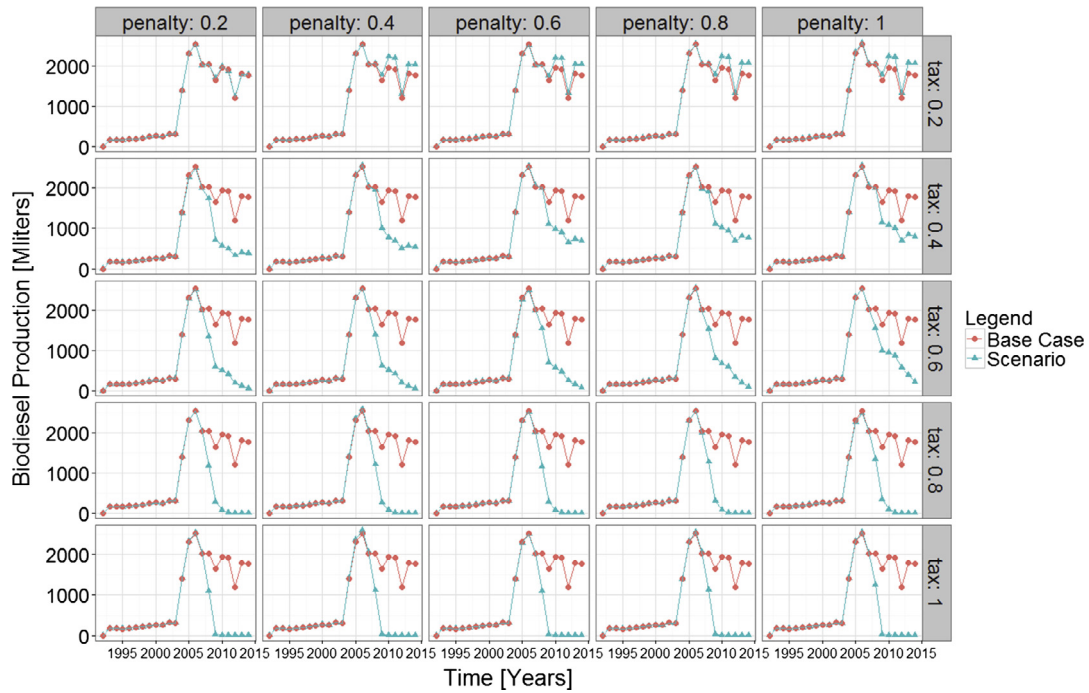 penalty: 0.2 penalty: 0.4 penalty: 0.6 penalty: 0.8 penalty: 1
Biodiesel Production [Mliters]
2000
1000
0
tax: 0.2
2000
1000
0
tax: 0.4
2000
1000
0
tax: 0.6
2000
1000
0
tax: 0.8
2000
1000
0
tax: 1
1995 2000 2005 2010 2015 1995 2000 2005 2010 2015 1995 2000 2005 2010 2015 1995 2000 2005 2010 2015 1995 2000 2005 2010 2015
Time [Years]
Legend
Base Case
Scenario